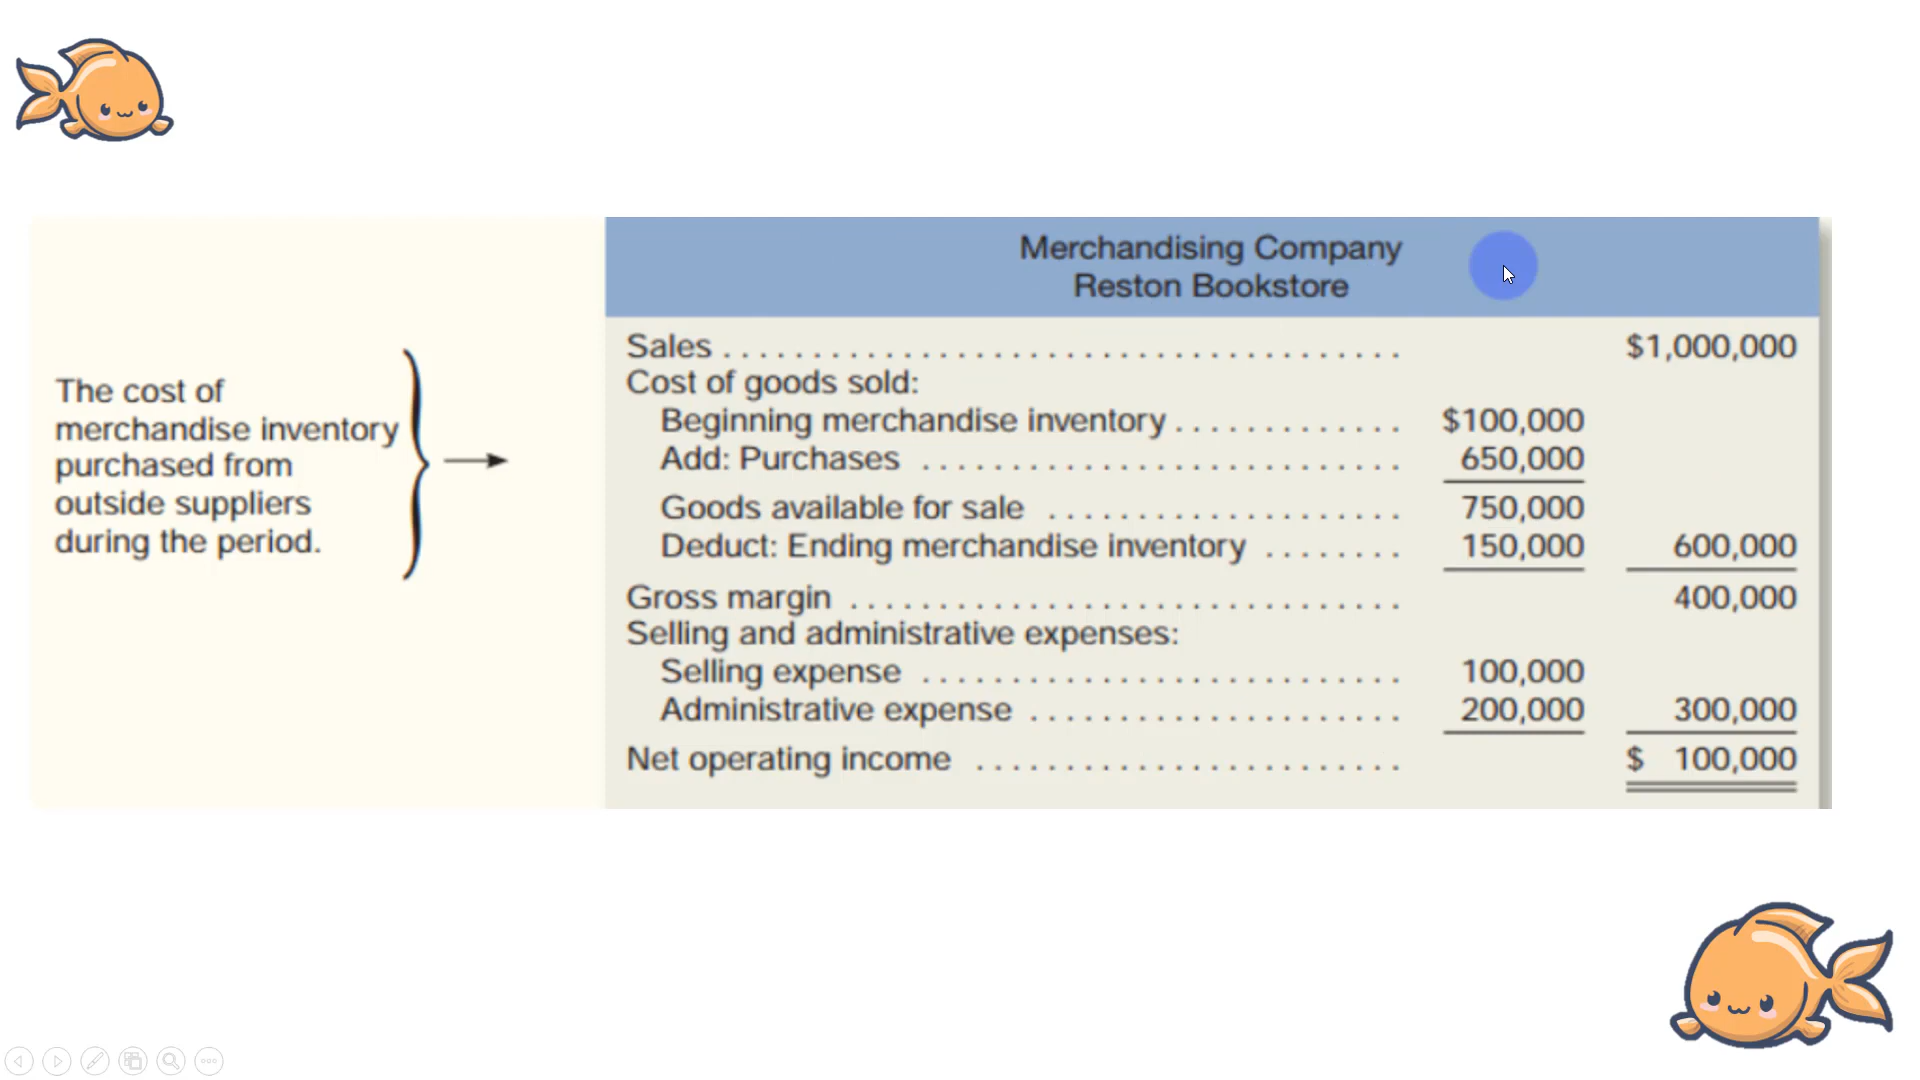 Merchandising Company
Reston Bookstore
The cost of
merchandise inventory
purchased from
outside suppliers
during the period.
Sales . . . . . . . . . . . . . . . . . . . . . . . . . . . . . . . . . . . . . . $1,000,000
Cost of goods sold:
Beginning merchandise inventory . . . . . . . . . . . . . $100,000
Add: Purchases . . . . . . . . . . . . . . . . . . . . . . . . . . . 650,000
Goods available for sale . . . . . . . . . . . . . . . . . . . . 750,000
Deduct: Ending merchandise inventory . . . . . . . . 150,000 600,000
Gross margin . . . . . . . . . . . . . . . . . . . . . . . . . . . . . . . 400,000
Selling and administrative expenses:
Selling expense . . . . . . . . . . . . . . . . . . . . . . . . . . . 100,000
Administrative expense . . . . . . . . . . . . . . . . . . . . . 200,000 300,000
Net operating income . . . . . . . . . . . . . . . . . . . . . . . . $ 100,000